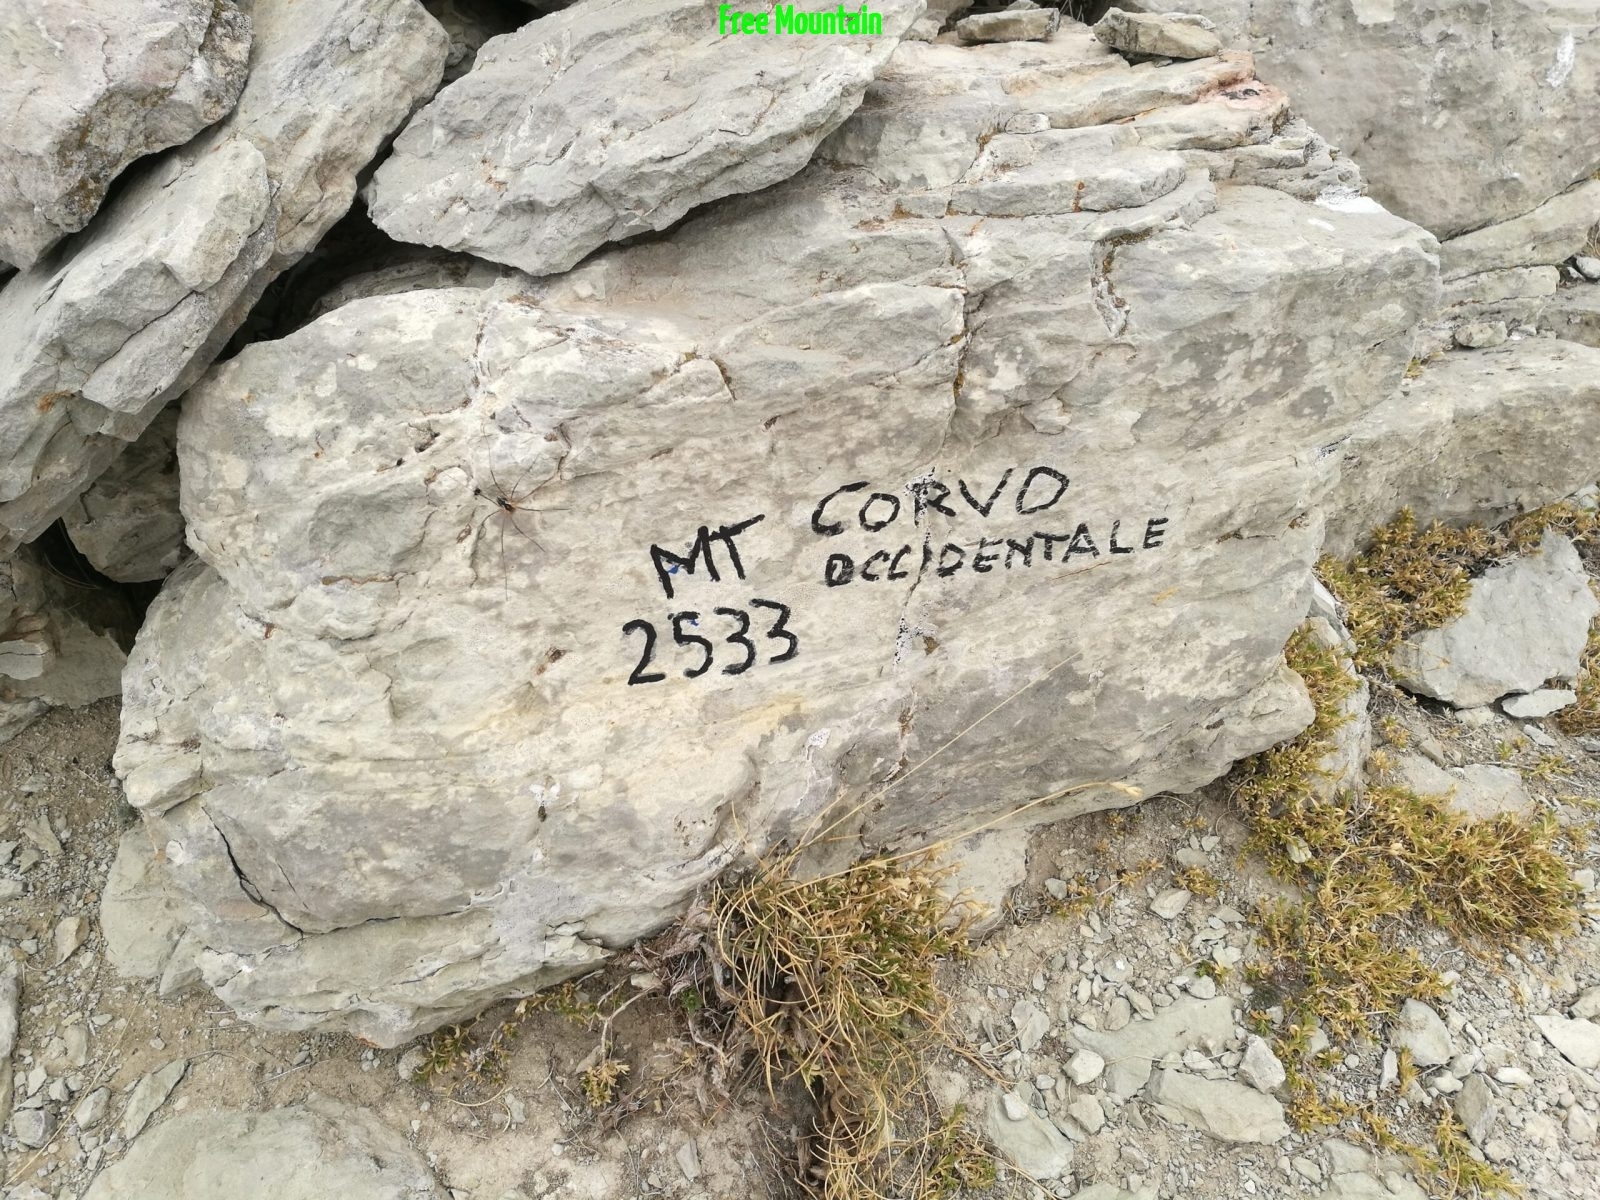 Free Mountain
MT CORVO
OCCIDENTALE
2533